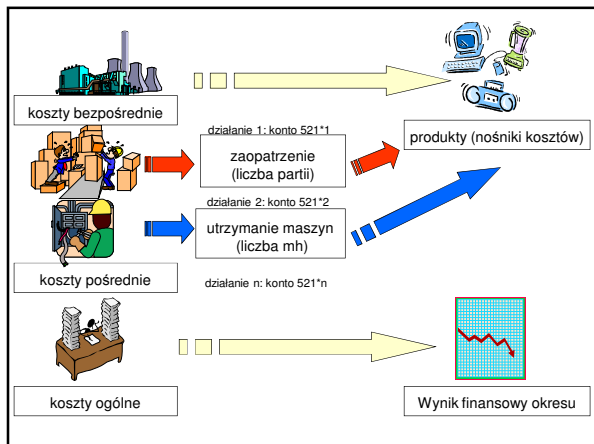 koszty bezpośrednie
działanie 1: konto 521*1
zaopatrzenie
(liczba partii)
produkty (nośniki kosztów)
działanie 2: konto 521*2
utrzymanie maszyn
(liczba mh)
koszty pośrednie
działanie n: konto 521*n
koszty ogólne
Wynik finansowy okresu